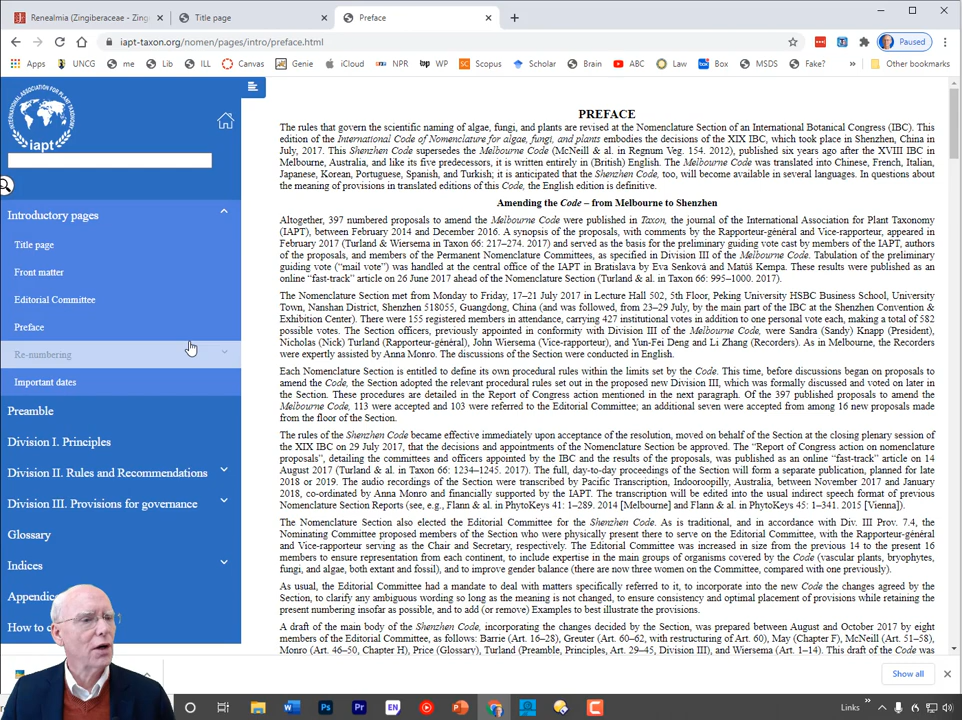 Renealmia (Zingiberaceae - Zing
Title page
Preface
iapt-taxon.org/nomen/pages/intro/preface.html
Paused
Apps
UNCG
me
Lib
ILL
Canvas
Genie
iCloud
NPR
WP
Scopus
Scholar
Brain
ABC
Law
Box
MSDS
Fake?
Other bookmarks
INTERNATIONAL ASSOCIATION FOR PLANT TAXONOMY
iapt
Introductory pages
Title page
Front matter
Editorial Committee
Preface
Re-numbering
Important dates
Preamble
Division I. Principles
Division II. Rules and Recommendations
Division III. Provisions for governance
Glossary
Indices
Appendic
How to c
PREFACE
The rules that govern the scientific naming of algae, fungi, and plants are revised at the Nomenclature Section of an International Botanical Congress (IBC). This
edition of the International Code of Nomenclature for algae, fungi, and plants embodies the decisions of the XIX IBC, which took place in Shenzhen, China in
July, 2017. This Shenzhen Code supersedes the Melbourne Code (McNeill & al. in Regnum Veg. 154. 2012), published six years ago after the XVIII IBC in
Melbourne, Australia, and like its five predecessors, it is written entirely in (British) English. The Melbourne Code was translated into Chinese, French, Italian,
Japanese, Korean, Portuguese, Spanish, and Turkish; it is anticipated that the Shenzhen Code, too, will become available in several languages. In questions about
the meaning of provisions in translated editions of this Code, the English edition is definitive.
Amending the Code – from Melbourne to Shenzhen
Altogether, 397 numbered proposals to amend the Melbourne Code were published in Taxon, the journal of the International Association for Plant Taxonomy
(IAPT), between February 2014 and December 2016. A synopsis of the proposals, with comments by the Rapporteur-général and Vice-rapporteur, appeared in
February 2017 (Turland & Wiersema in Taxon 66: 217–274. 2017) and served as the basis for the preliminary guiding vote cast by members of the IAPT, authors
of the proposals, and members of the Permanent Nomenclature Committees, as specified in Division III of the Melbourne Code. Tabulation of the preliminary
guiding vote (“mail vote”) was handled at the central office of the IAPT in Bratislava by Eva Senková and Matúš Kempa. These results were published as an
online “fast-track” article on 26 June 2017 ahead of the Nomenclature Section (Turland & al. in Taxon 66: 995–1000. 2017).
The Nomenclature Section met from Monday to Friday, 17–21 July 2017 in Lecture Hall 502, 5th Floor, Peking University HSBC Business School, University
Town, Nanshan District, Shenzhen 518055, Guangdong, China (and was followed, from 23–29 July, by the main part of the IBC at the Shenzhen Convention &
Exhibition Center). There were 155 registered members in attendance, carrying 427 institutional votes in addition to one personal vote each, making a total of 582
possible votes. The Section officers, previously appointed in conformity with Division III of the Melbourne Code, were Sandra (Sandy) Knapp (President),
Nicholas (Nick) Turland (Rapporteur-général), John Wiersema (Vice-rapporteur), and Yun-Fei Deng and Li Zhang (Recorders). As in Melbourne, the Recorders
were expertly assisted by Anna Monro. The discussions of the Section were conducted in English.
Each Nomenclature Section is entitled to define its own procedural rules within the limits set by the Code. This time, before discussions began on proposals to
amend the Code, the Section adopted the relevant procedural rules set out in the proposed new Division III, which was formally discussed and voted on later in
the Section. These procedures are detailed in the Report of Congress action mentioned in the next paragraph. Of the 397 published proposals to amend the
Melbourne Code, 113 were accepted and 103 were referred to the Editorial Committee; an additional seven were accepted from among 16 new proposals made
from the floor of the Section.
The rules of the Shenzhen Code became effective immediately upon acceptance of the resolution, moved on behalf of the Section at the closing plenary session of
the XIX IBC on 29 July 2017, that the decisions and appointments of the Nomenclature Section be approved. The “Report of Congress action on nomenclature
proposals”, detailing the committees and officers appointed by the IBC and the results of the proposals, was published as an online “fast-track” article on 14
August 2017 (Turland & al. in Taxon 66: 1234–1245. 2017). The full, day-to-day proceedings of the Section will form a separate publication, planned for late
2018 or 2019. The audio recordings of the Section were transcribed by Pacific Transcription, Indooroopilly, Australia, between November 2017 and January
2018, co-ordinated by Anna Monro and financially supported by the IAPT. The transcription will be edited into the usual indirect speech format of previous
Nomenclature Section Reports (see, e.g., Flann & al. in PhytoKeys 41: 1–289. 2014 [Melbourne] and Flann & al. in PhytoKeys 45: 1–341. 2015 [Vienna]).
The Nomenclature Section also elected the Editorial Committee for the Shenzhen Code. As is traditional, and in accordance with Div. III Prov. 7.4, the
Nominating Committee proposed members of the Section who were physically present there to serve on the Editorial Committee, with the Rapporteur-général
and Vice-rapporteur serving as the Chair and Secretary, respectively. The Editorial Committee was increased in size from the previous 14 to the present 16
members to ensure representation from each continent, to include expertise in the main groups of organisms covered by the Code (vascular plants, bryophytes,
fungi, and algae, both extant and fossil), and to improve gender balance (there are now three women on the Committee, compared with one previously).
As usual, the Editorial Committee had a mandate to deal with matters specifically referred to it, to incorporate into the new Code the changes agreed by the
Section, to clarify any ambiguous wording so long as the meaning is not changed, to ensure consistency and optimal placement of provisions while retaining the
present numbering insofar as possible, and to add (or remove) Examples to best illustrate the provisions.
A draft of the main body of the Shenzhen Code, incorporating the changes decided by the Section, was prepared between August and October 2017 by eight
members of the Editorial Committee, as follows: Barrie (Art. 16–28), Greuter (Art. 60–62, with restructuring of Art. 60), May (Chapter F), McNeill (Art. 51–58),
Monro (Art. 46–50, Chapter H), Price (Glossary), Turland (Preamble, Principles, Art. 29–45, Division III), and Wiersema (Art. 1–14). This draft of the Code was
Show all
Links